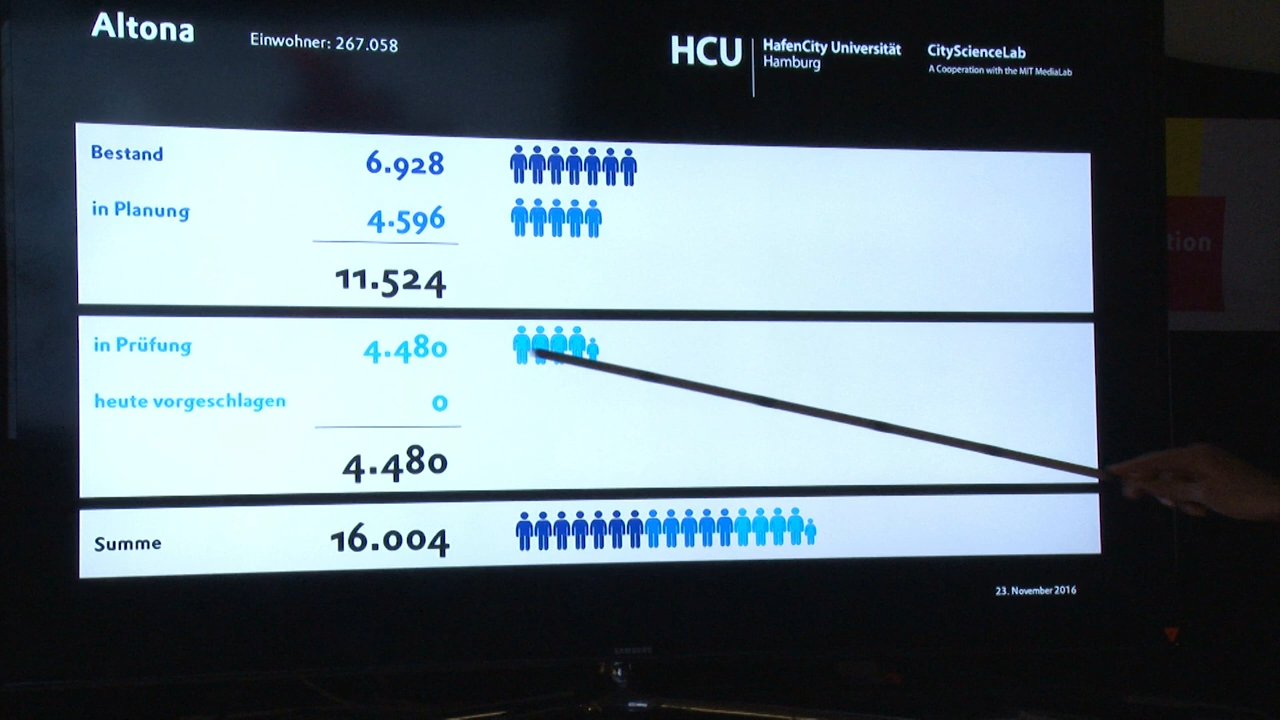 Altona
Einwohner: 267.058
HCU
HafenCity Universität
Hamburg
CityScienceLab
A Cooperation with the MIT MediaLab
Bestand 6.928
in Planung 4.596
11.524
in Prüfung 4.480
heute vorgeschlagen 0
4.480
Summe 16.004
23. November 2016
tion
SAMSUNG